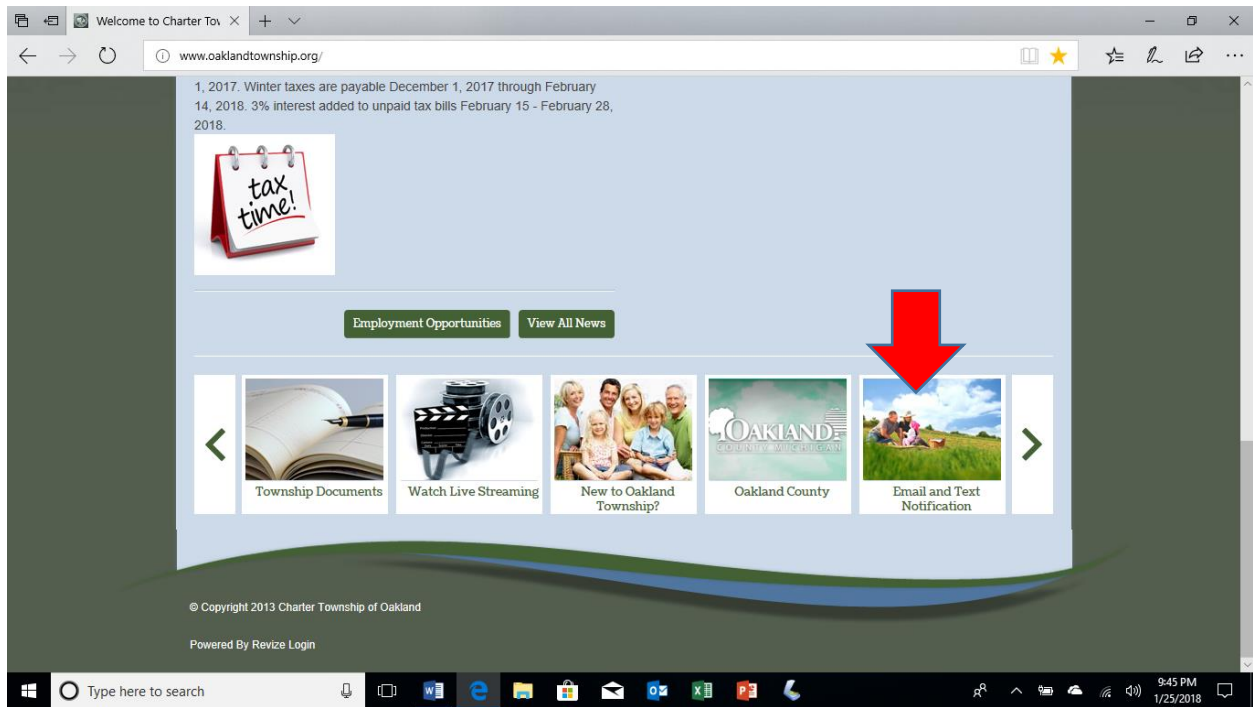 Welcome to Charter Tov
www.oaklandtownship.org/
1, 2017. Winter taxes are payable December 1, 2017 through February
14, 2018. 3% interest added to unpaid tax bills February 15 - February 28,
2018.
tax
time!
Employment Opportunities
View All News
OAKLAND
COUNTY MICHIGAN
Township Documents
Watch Live Streaming
New to Oakland
Township?
Oakland County
Email and Text
Notification
© Copyright 2013 Charter Township of Oakland
Powered By Revize Login
Type here to search
9:45 PM
1/25/2018